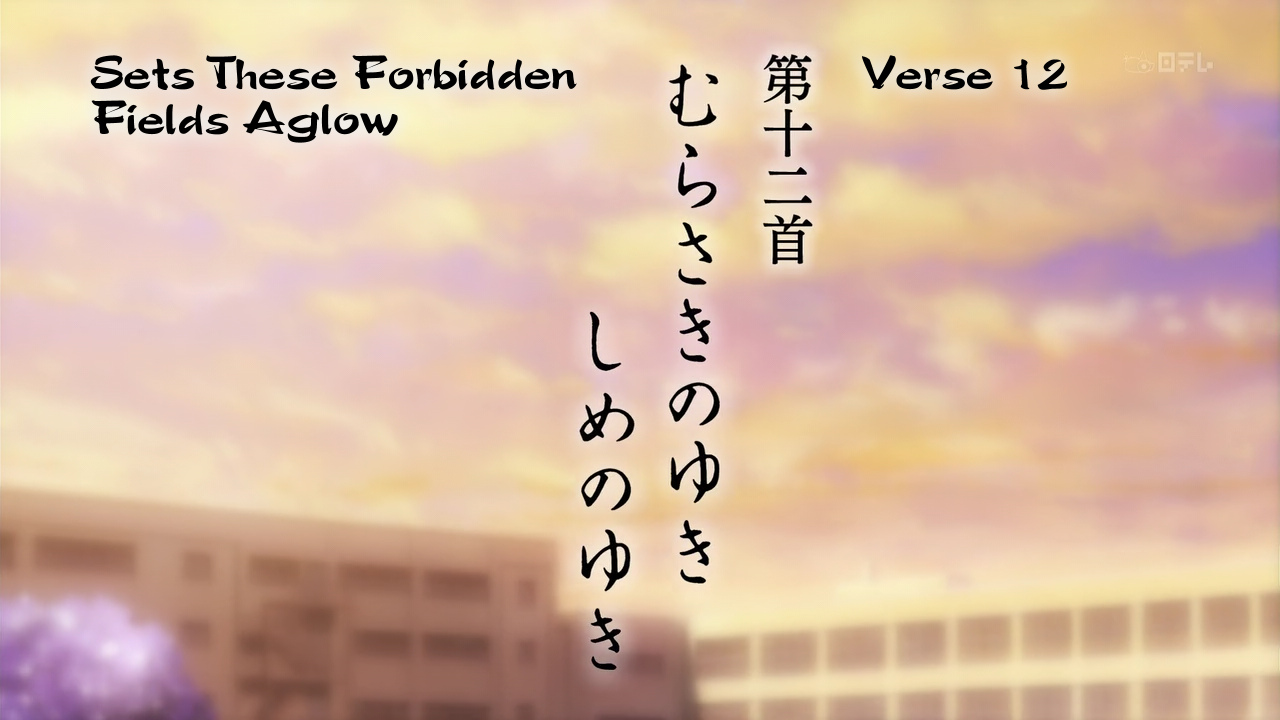 Verse 12
第十二首
むらさきのゆき
しめのゆき
Sets These Forbidden
Fields Aglow
日テレ